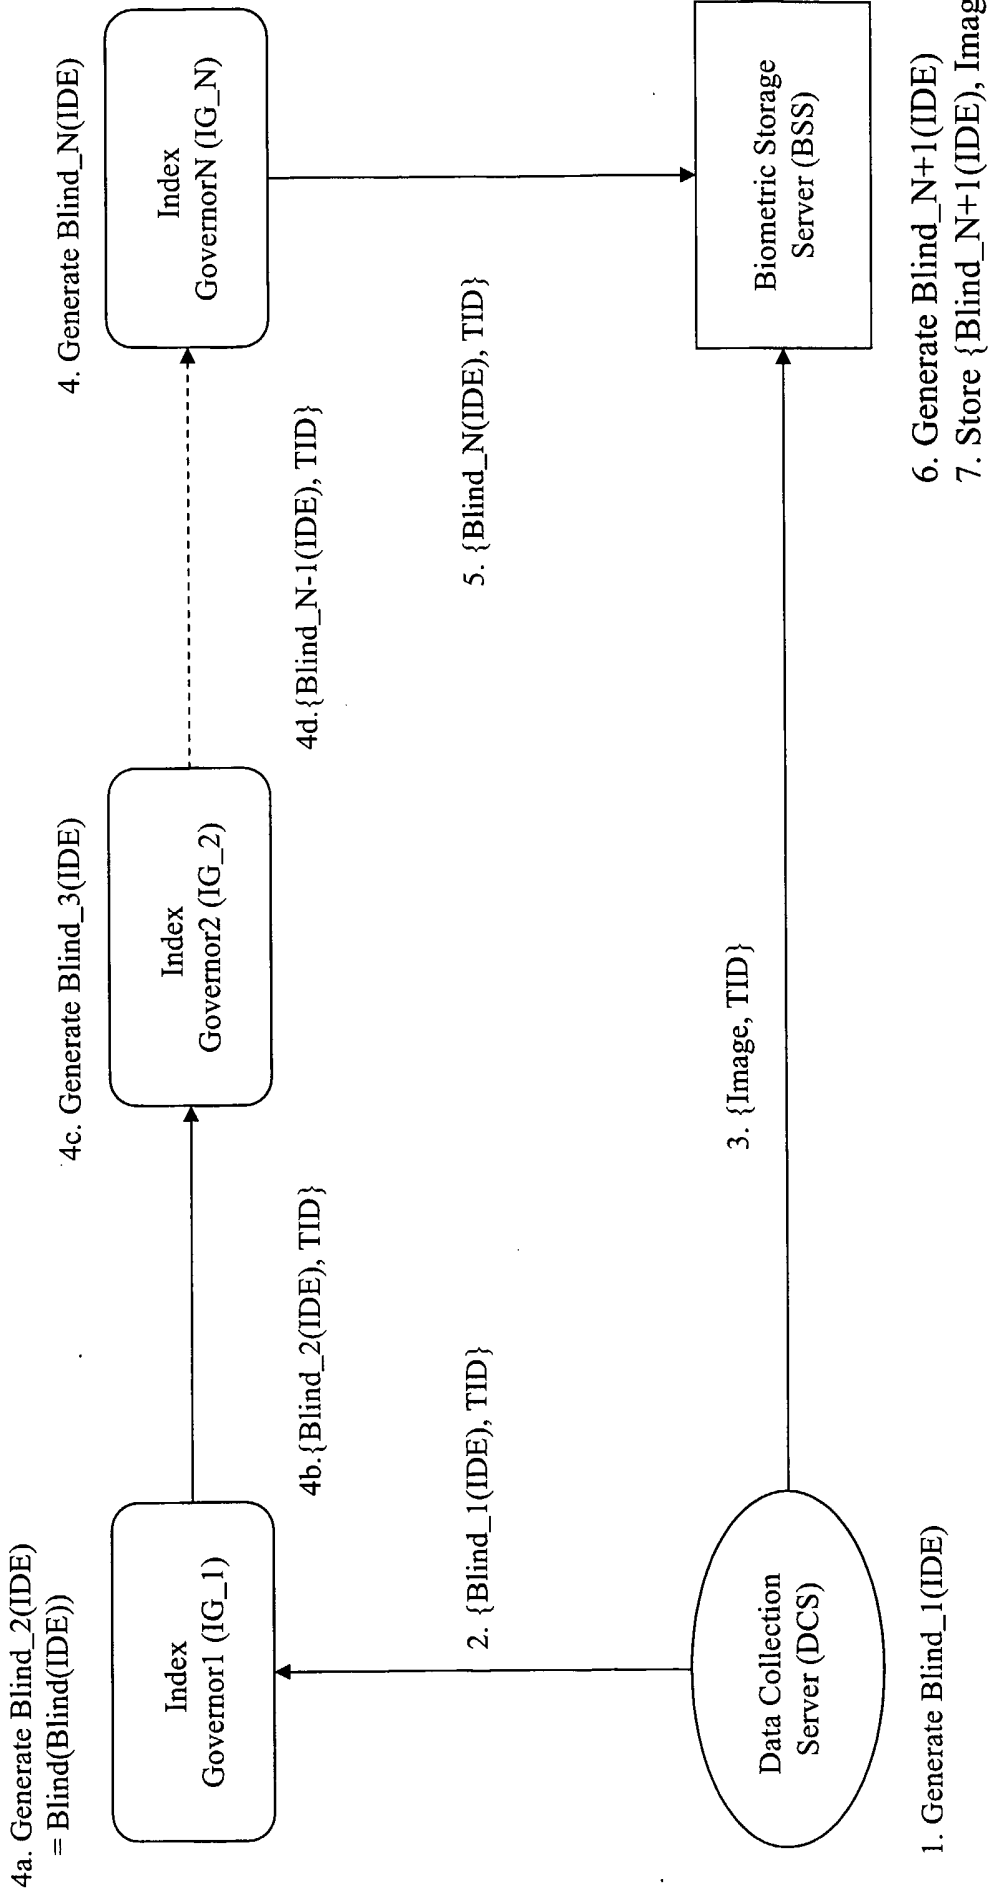 4a. Generate Blind_2(IDE)
= Blind(Blind(IDE))
4c. Generate Blind_3(IDE)
4. Generate Blind_N(IDE)
Index
Governor1 (IG_1)
Index
Governor2 (IG_2)
Index
GovernorN (IG_N)
4b.{Blind_2(IDE), TID}
4d.{Blind_N-1(IDE), TID}
2. {Blind_1(IDE), TID}
5. {Blind_N(IDE), TID}
3. {Image, TID}
Data Collection
Server (DCS)
Biometric Storage
Server (BSS)
1. Generate Blind_1(IDE)
6. Generate Blind_N+1(IDE)
7. Store {Blind_N+1(IDE), Imag